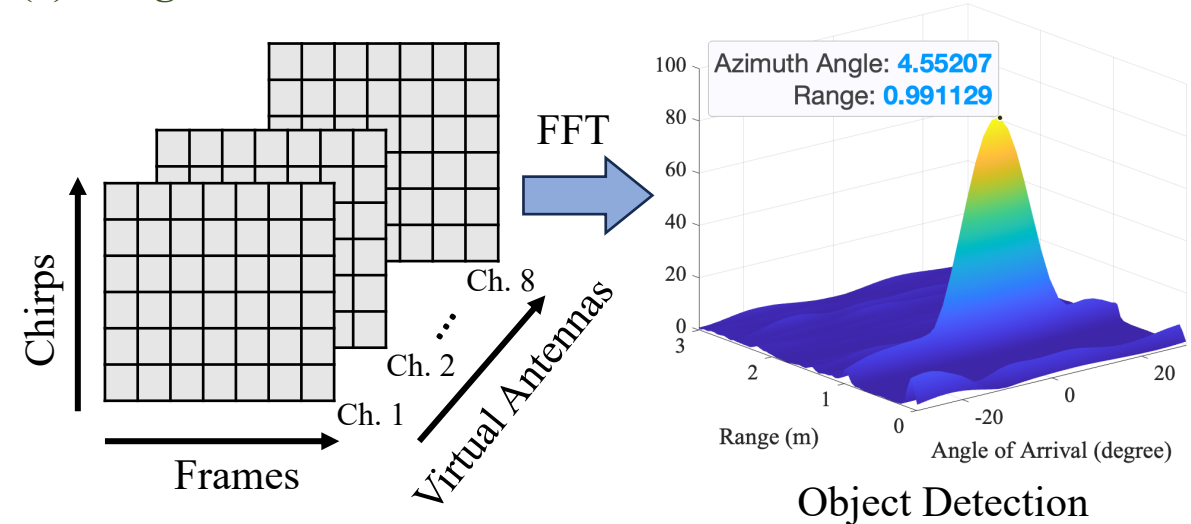 Chirps
Frames
Ch. 1
Ch. 2
...
Ch. 8
Virtual Antennas
FFT
Azimuth Angle: 4.55207
Range: 0.991129
100
80
60
40
20
0
3
2
1
0
Range (m)
-20
0
20
Angle of Arrival (degree)
Object Detection